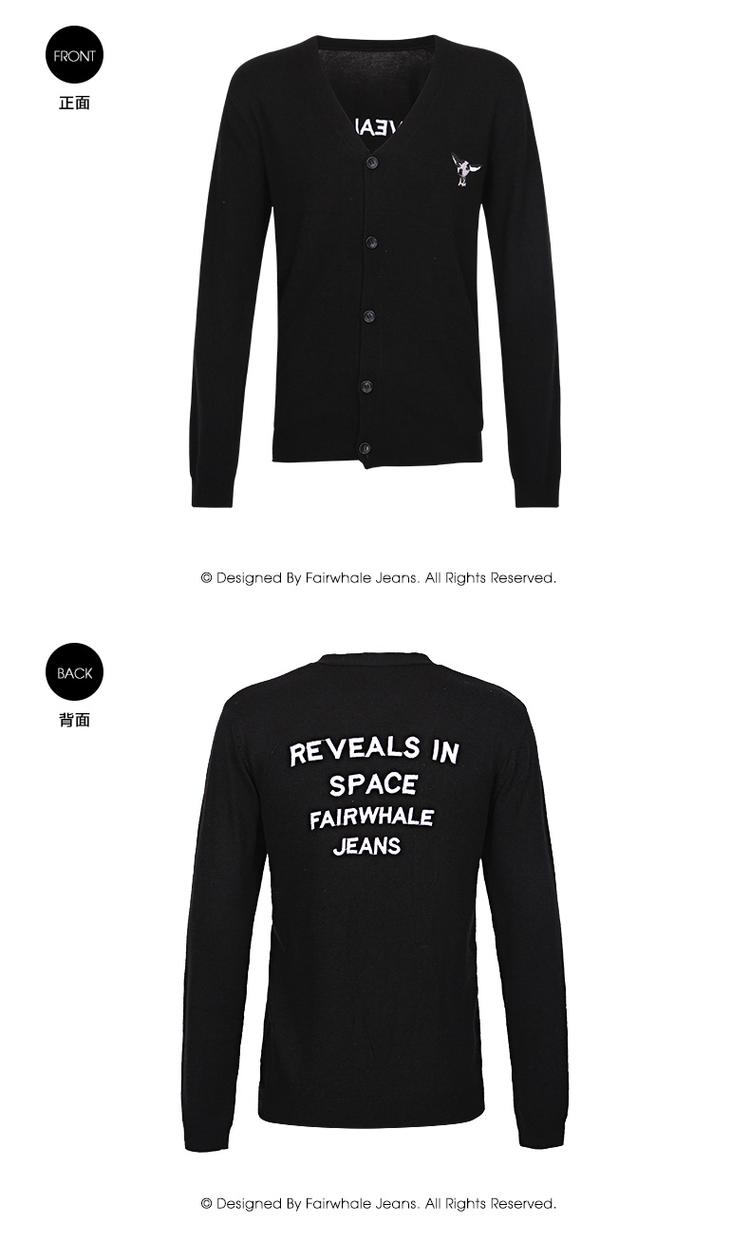 FRONT
正面
© Designed By Fairwhale Jeans. All Rights Reserved.
BACK
背面
REVEALS IN
SPACE
FAIRWHALE
JEANS
© Designed By Fairwhale Jeans. All Rights Reserved.